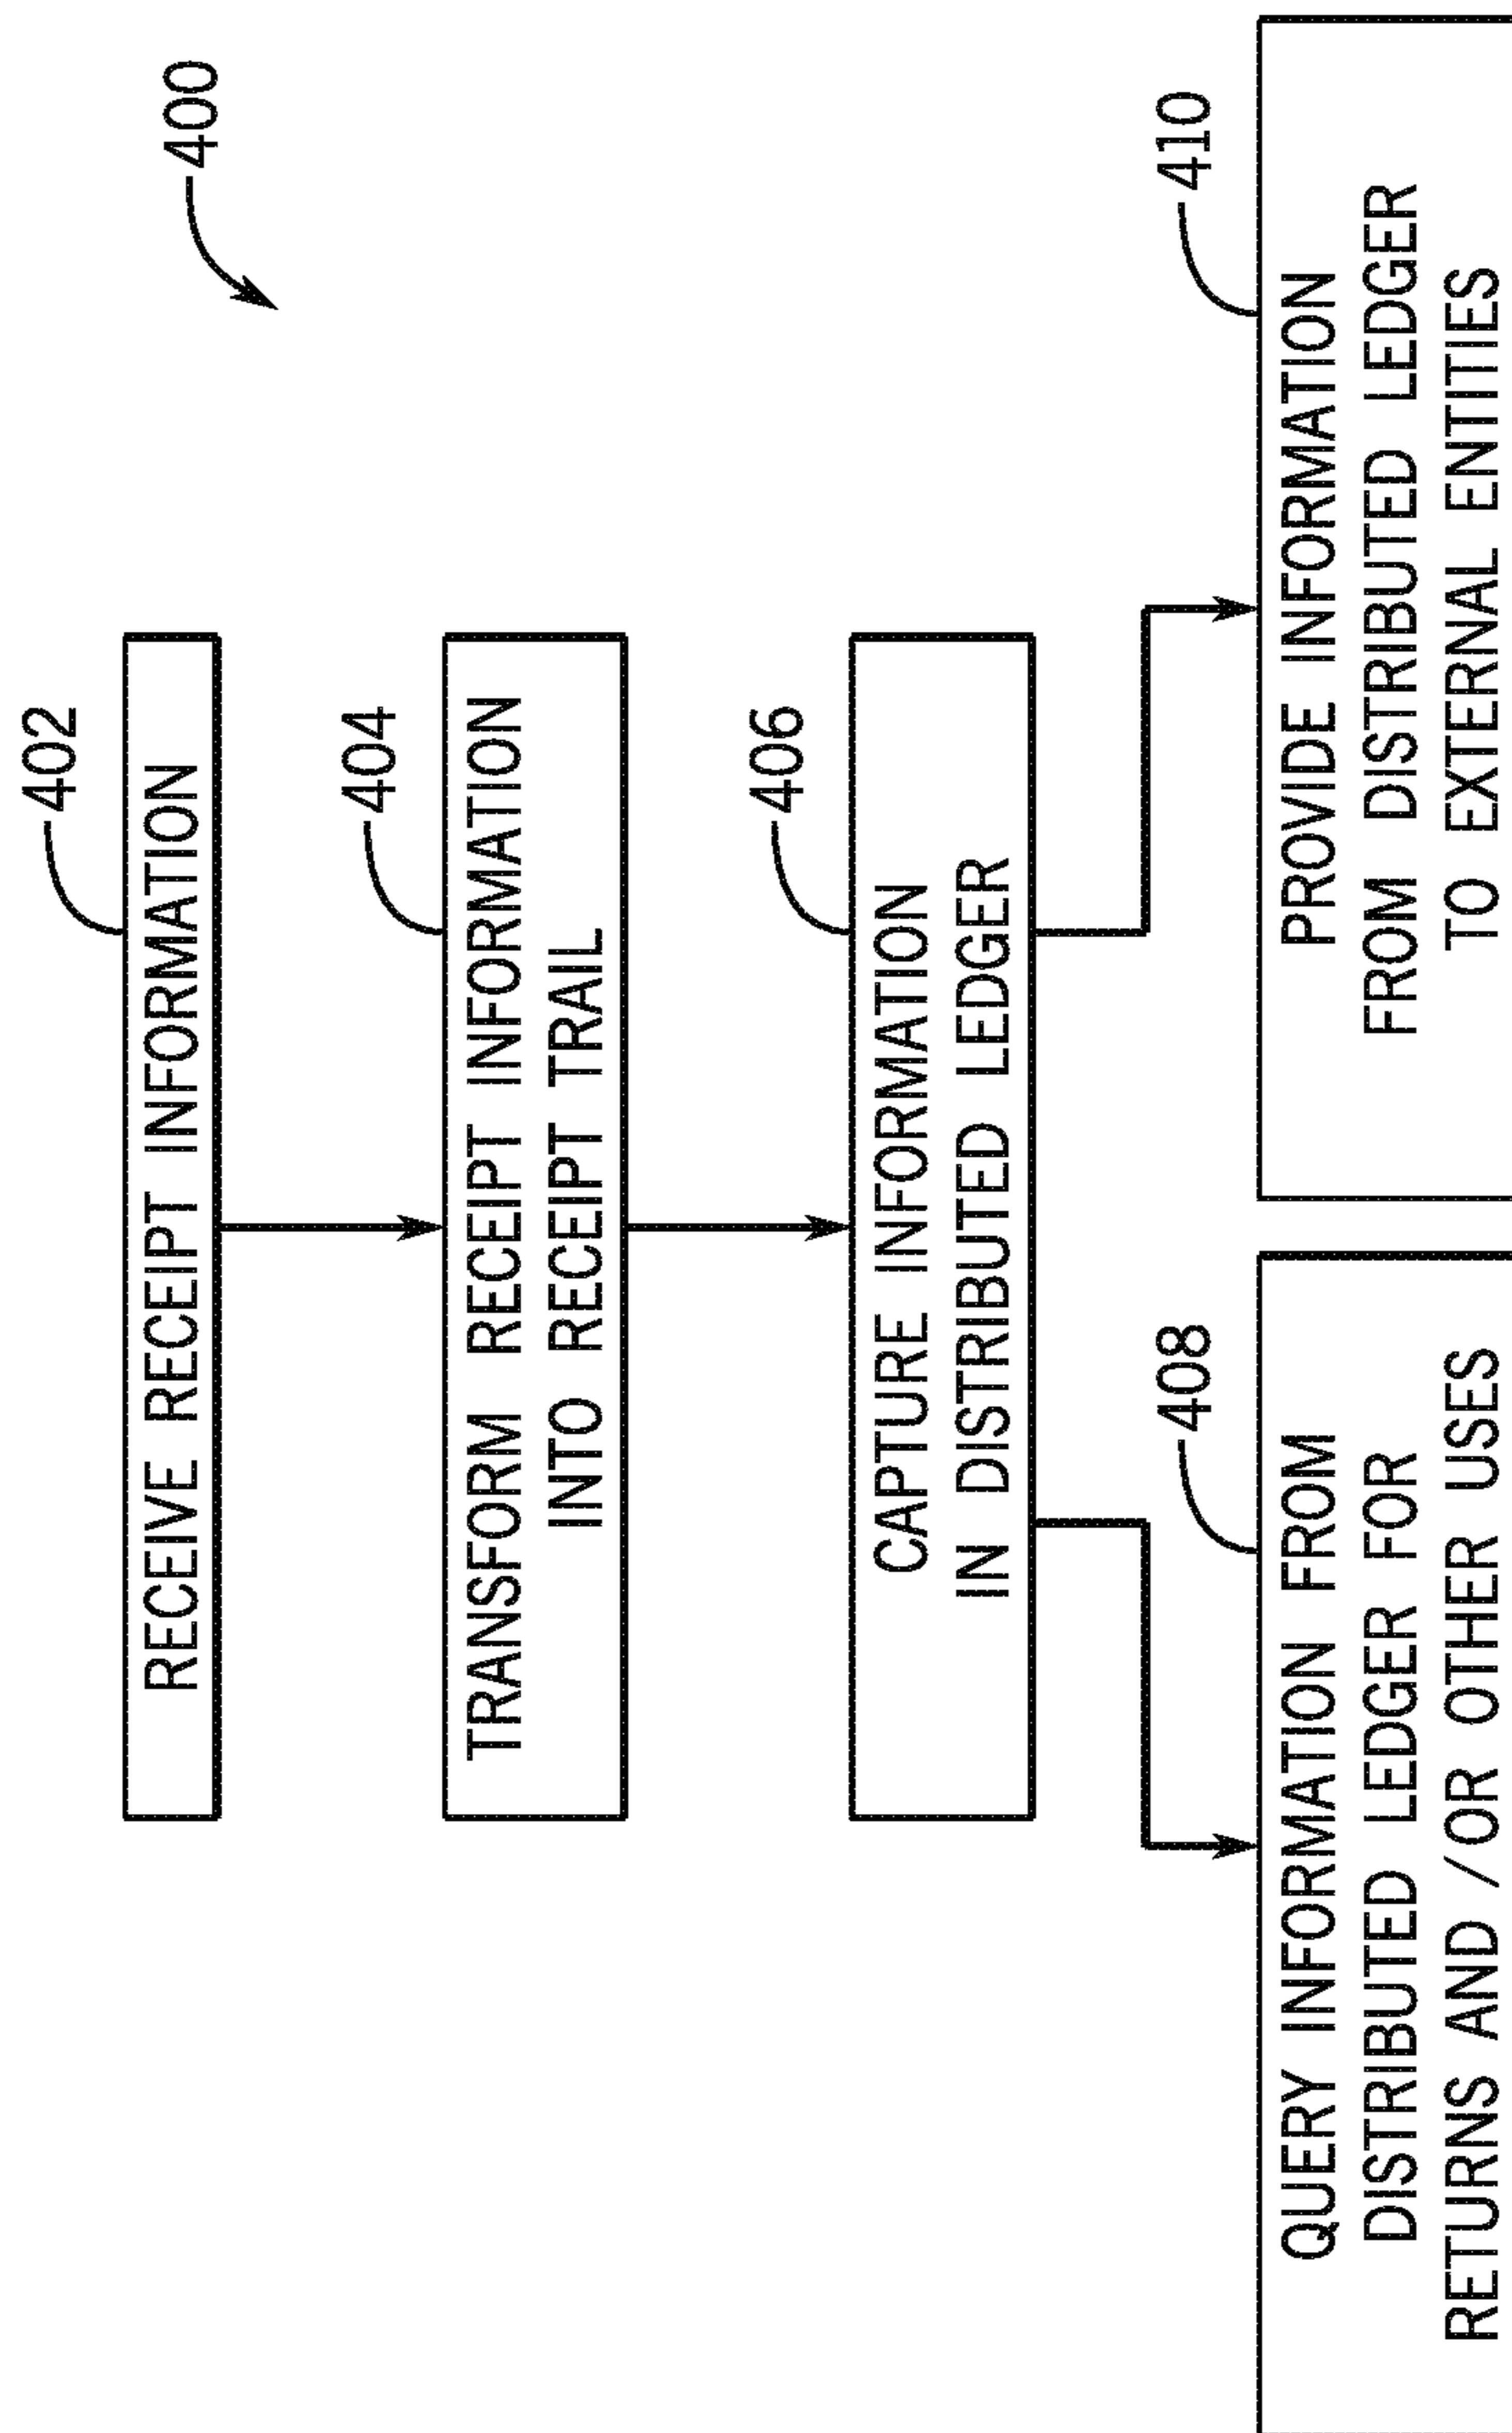 400
402
RECEIVE RECEIPT INFORMATION
404
TRANSFORM RECEIPT INFORMATION
INTO RECEIPT TRAIL
406
CAPTURE INFORMATION
IN DISTRIBUTED LEDGER
408
QUERY INFORMATION FROM
DISTRIBUTED LEDGER FOR
RETURNS AND /OR OTHER USES
410
PROVIDE INFORMATION
FROM DISTRIBUTED LEDGER
TO EXTERNAL ENTITIES